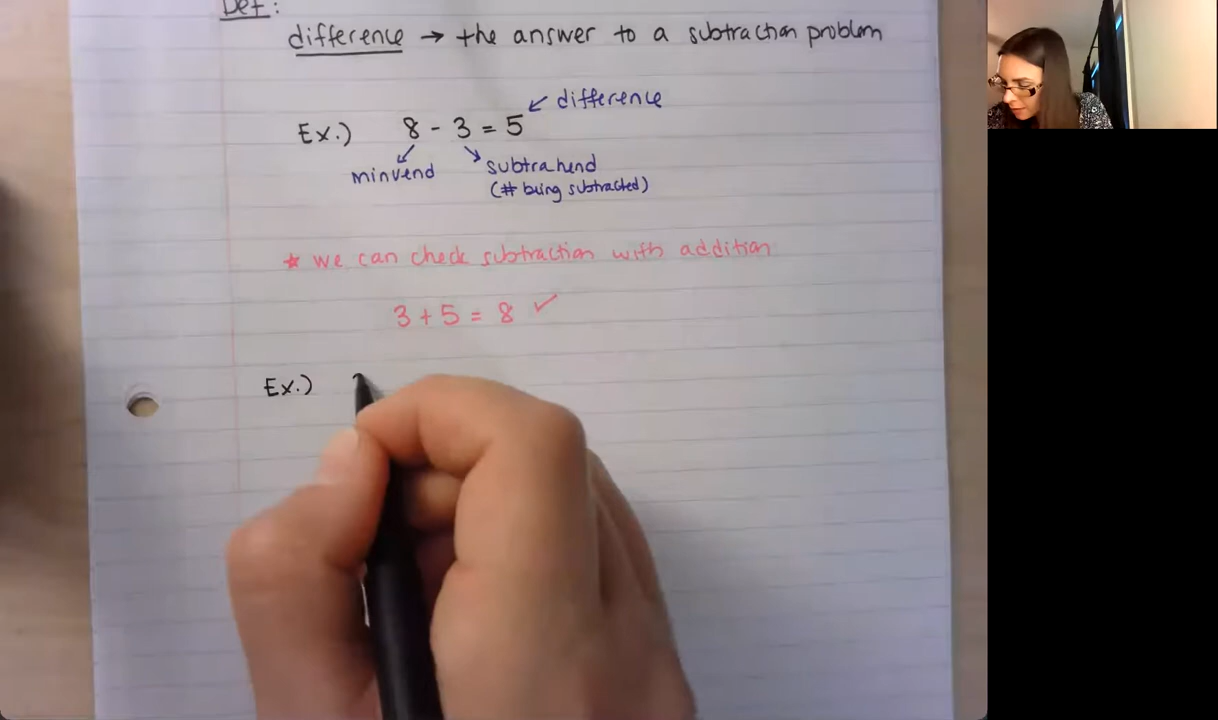 Def:
difference → the answer to a subtraction problem
↙ difference
Ex.) 8 - 3 = 5
minuend
subtrahend
(# being subtracted)
* we can check subtraction with addition
3 + 5 = 8 ✓
Ex.)